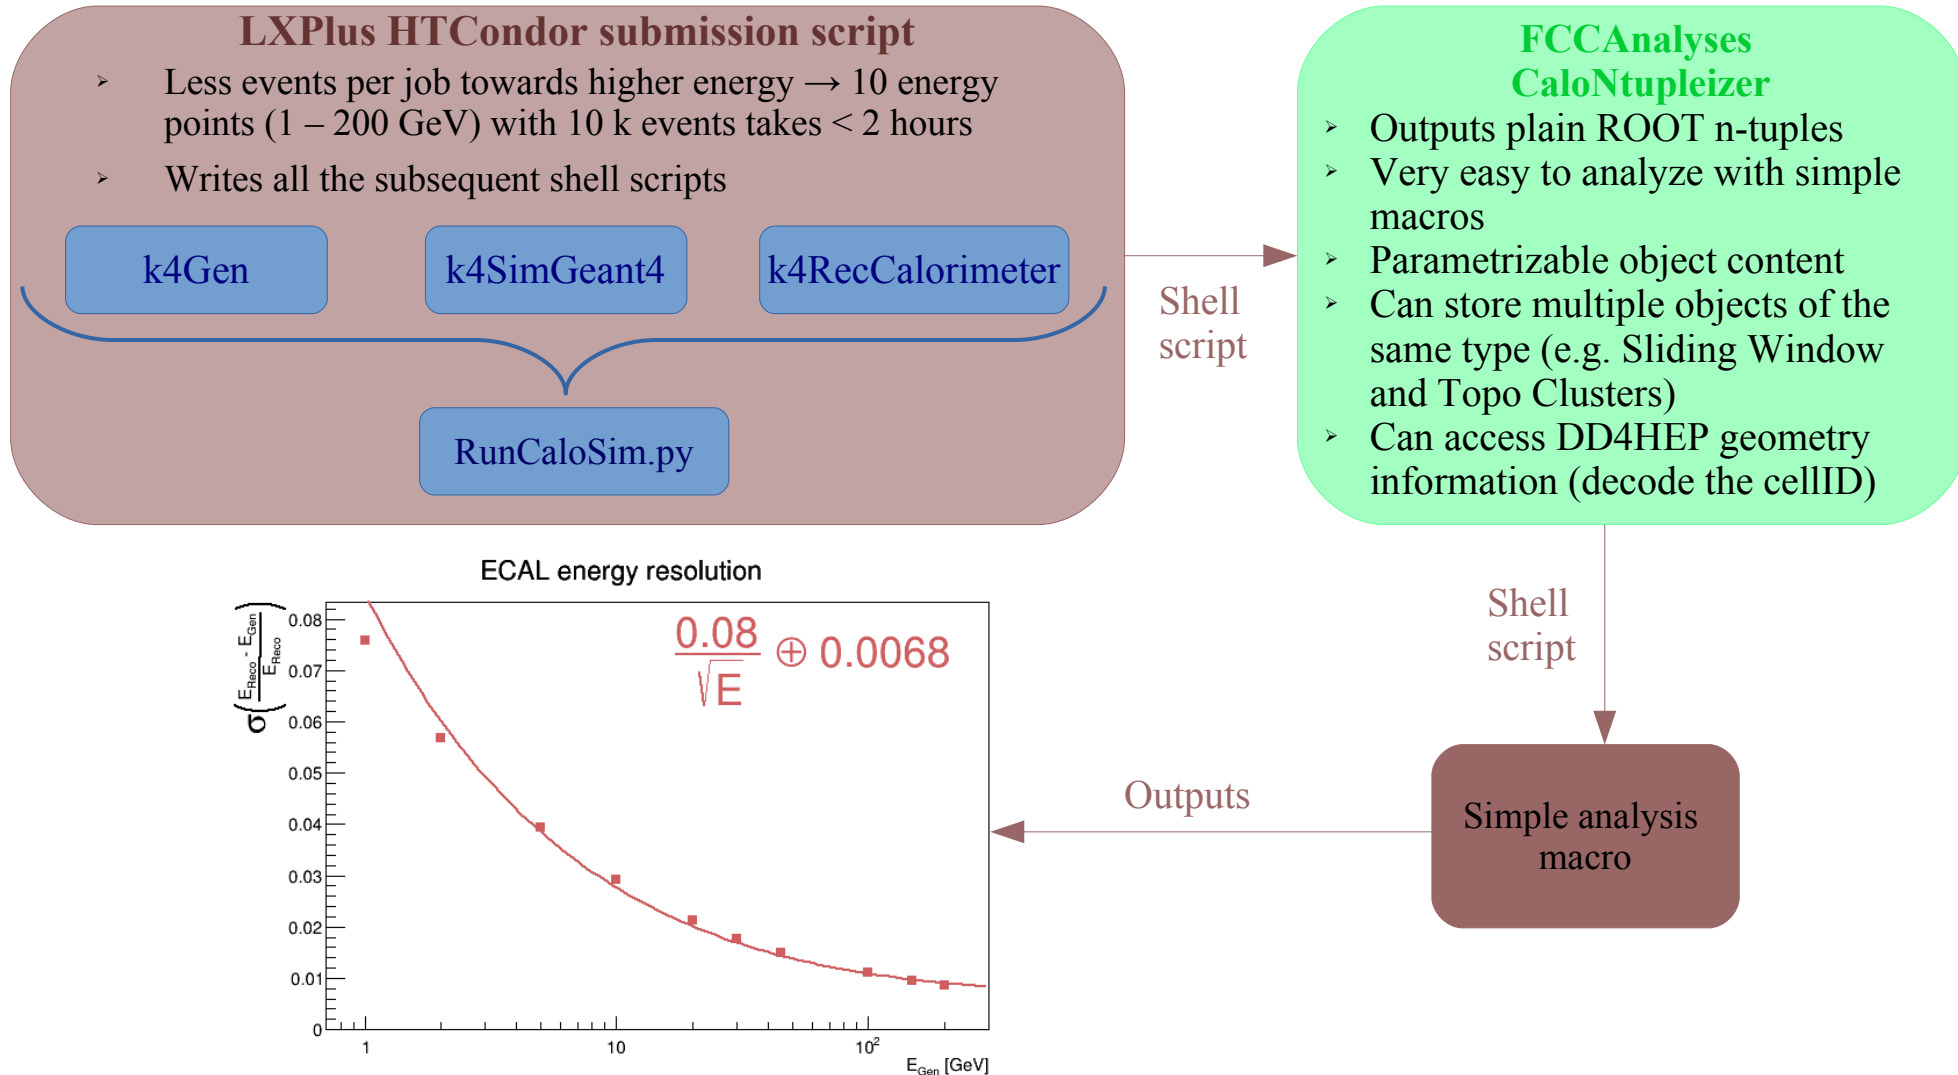 LXPlus HTCondor submission script
➢ Less events per job towards higher energy → 10 energy
points (1 – 200 GeV) with 10 k events takes < 2 hours
➢ Writes all the subsequent shell scripts
k4Gen
k4SimGeant4
k4RecCalorimeter
RunCaloSim.py
Shell
script
FCCAnalyses
CaloNtupleizer
➢ Outputs plain ROOT n-tuples
➢ Very easy to analyze with simple
macros
➢ Parametrizable object content
➢ Can store multiple objects of the
same type (e.g. Sliding Window
and Topo Clusters)
➢ Can access DD4HEP geometry
information (decode the cellID)
Shell
script
Simple analysis
macro
Outputs
ECAL energy resolution
σ(E_Reco - E_Gen / E_Reco)
0.08/√E ⊕ 0.0068
0.08
0.07
0.06
0.05
0.04
0.03
0.02
0.01
0
1 10 10²
E_Gen [GeV]